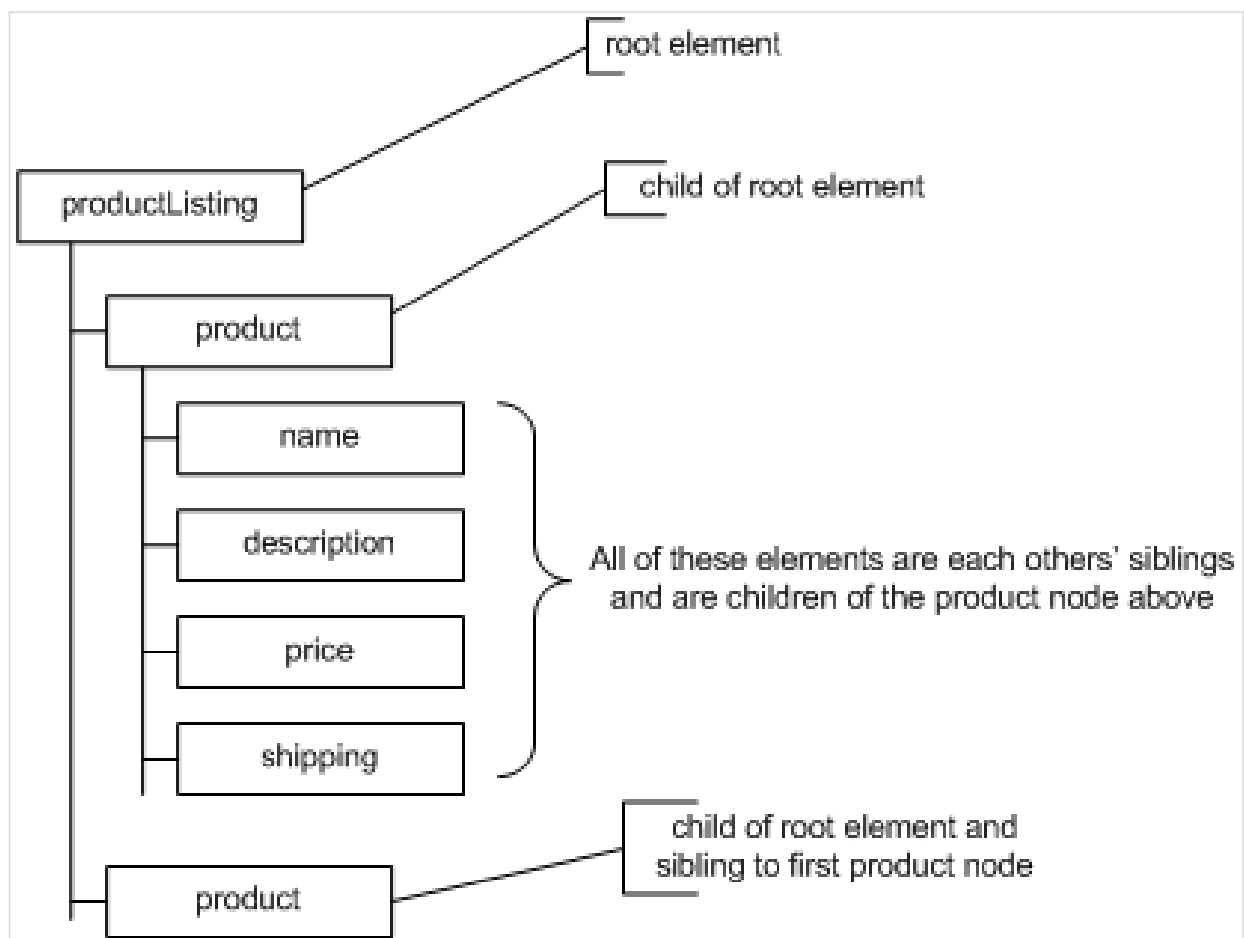 root element
child of root element
productListing
product
name
description
All of these elements are each others' siblings
and are children of the product node above
price
shipping
child of root element and
sibling to first product node
product